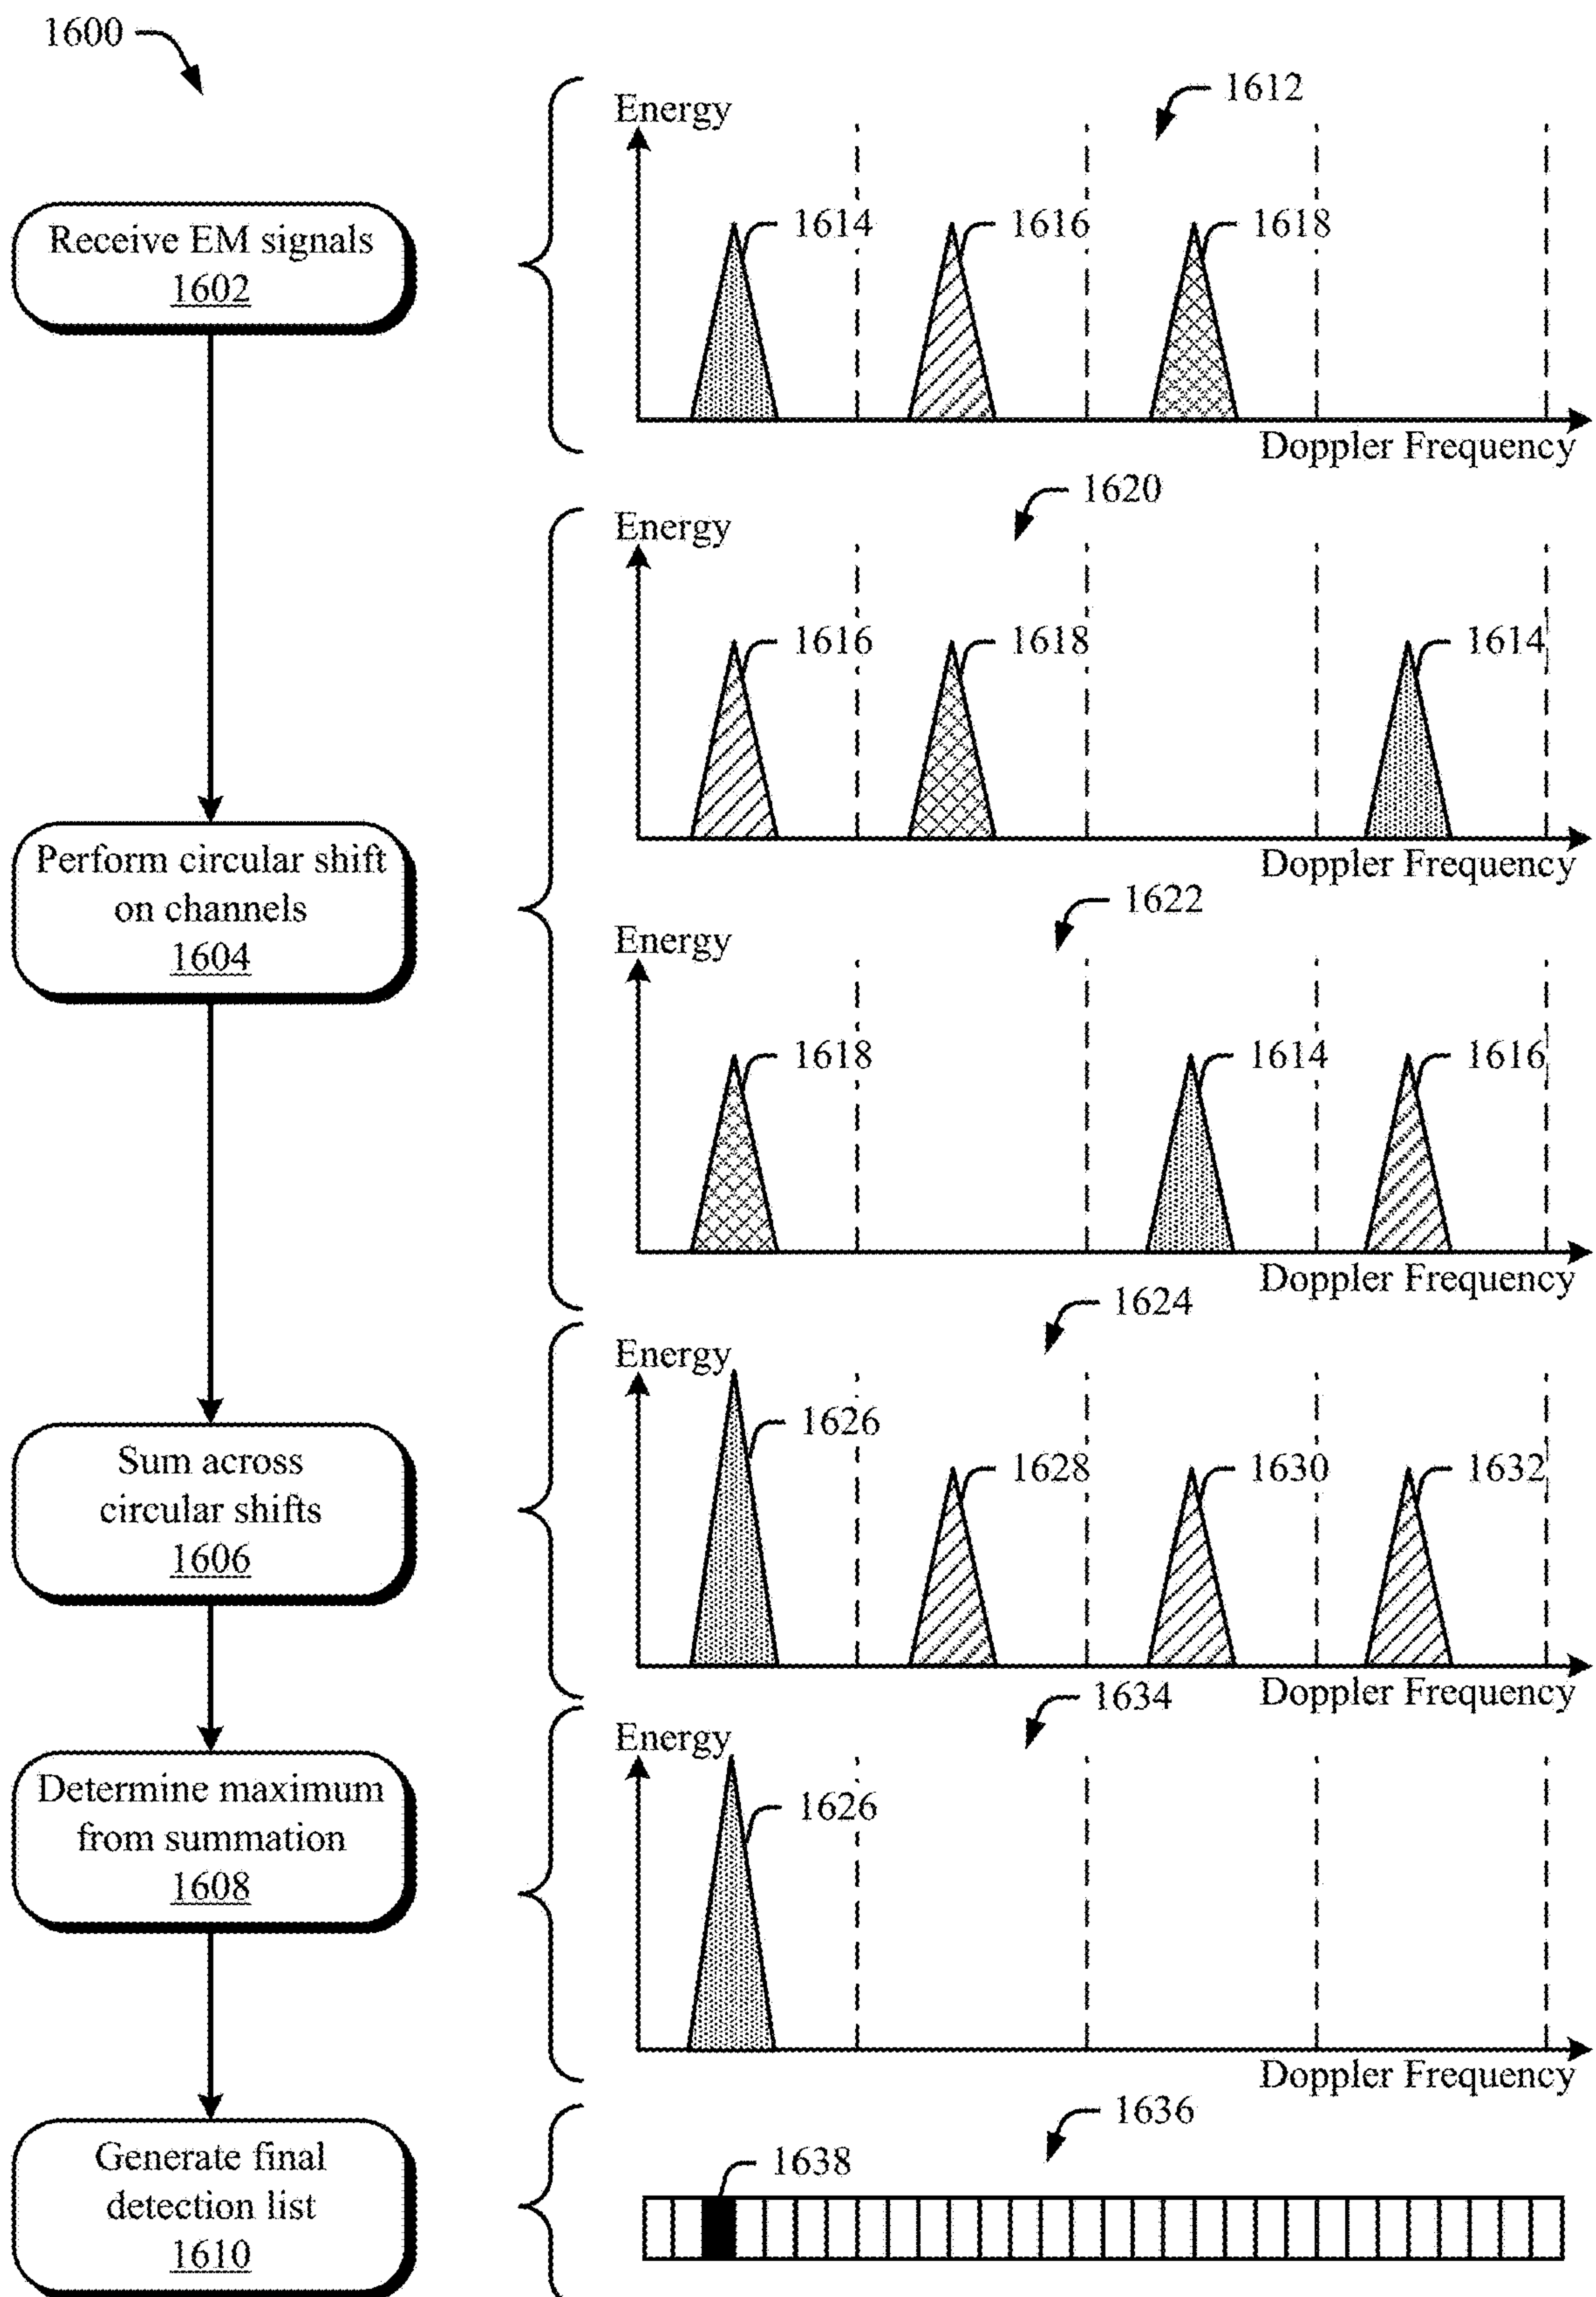 1600
Receive EM signals
1602
Energy
1612
1614
1616
1618
Doppler Frequency
Perform circular shift
on channels
1604
1620
Energy
1616
1618
1614
Doppler Frequency
1622
Energy
1618
1614
1616
Doppler Frequency
Sum across
circular shifts
1606
1624
Energy
1626
1628
1630
1632
Doppler Frequency
Determine maximum
from summation
1608
1634
Energy
1626
Doppler Frequency
Generate final
detection list
1610
1636
1638